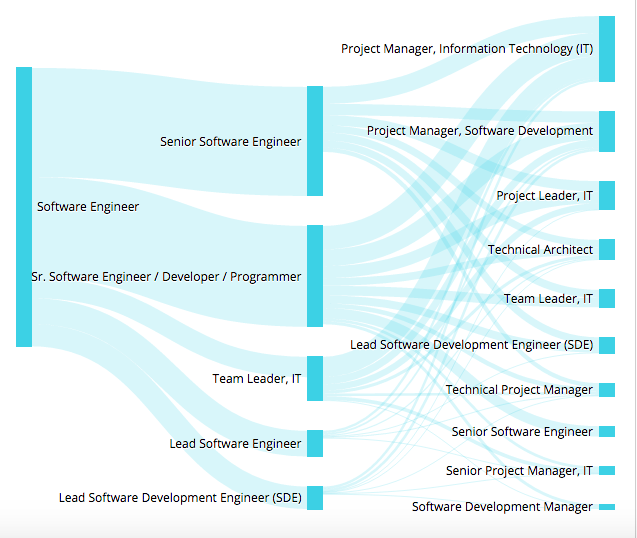 Software Engineer
Senior Software Engineer
Sr. Software Engineer / Developer / Programmer
Team Leader, IT
Lead Software Engineer
Lead Software Development Engineer (SDE)
Project Manager, Information Technology (IT)
Project Manager, Software Development
Project Leader, IT
Technical Architect
Team Leader, IT
Lead Software Development Engineer (SDE)
Technical Project Manager
Senior Software Engineer
Senior Project Manager, IT
Software Development Manager